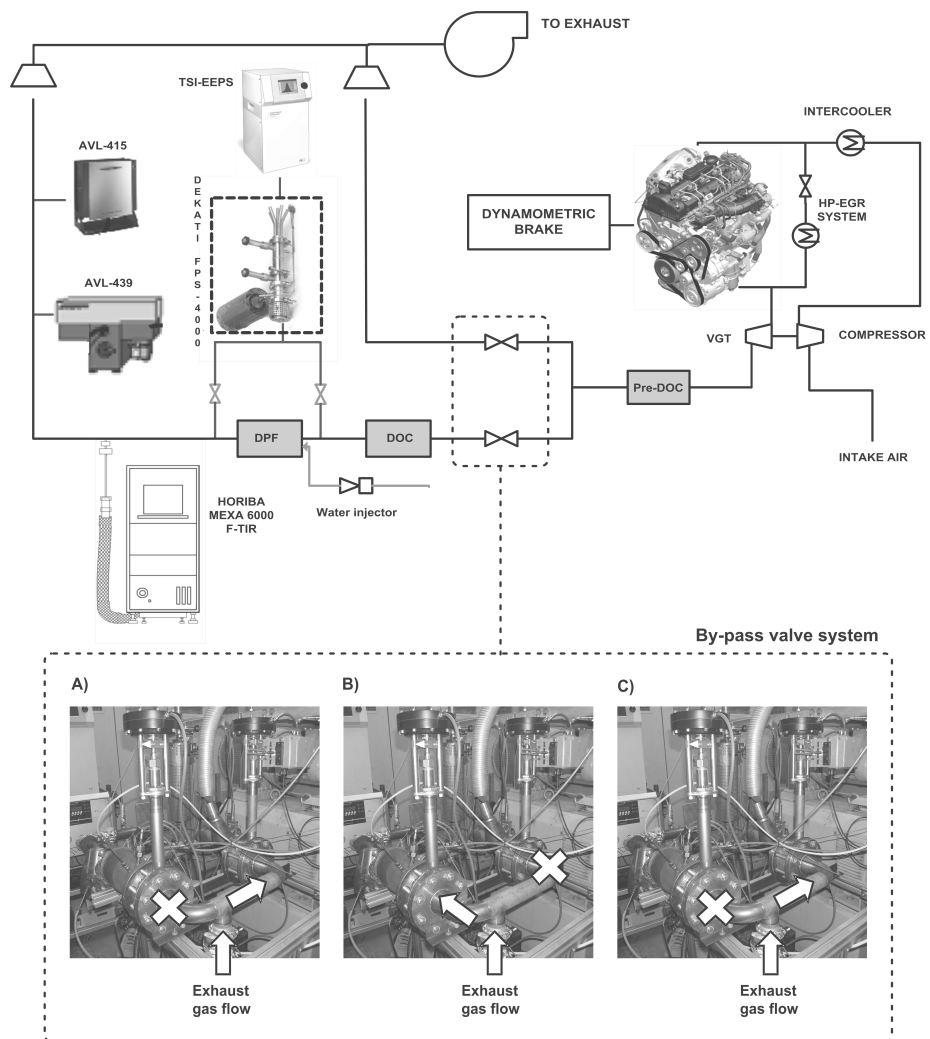 TO EXHAUST
TSI-EEPS
INTERCOOLER
AVL-415
DEKATI FPS-4000
HP-EGR
SYSTEM
DYNAMOMETRIC
BRAKE
AVL-439
VGT
COMPRESSOR
Pre-DOC
DPF
DOC
INTAKE AIR
HORIBA
MEXA 6000
F-TIR
Water injector
By-pass valve system
A)
B)
C)
Exhaust
gas flow
Exhaust
gas flow
Exhaust
gas flow